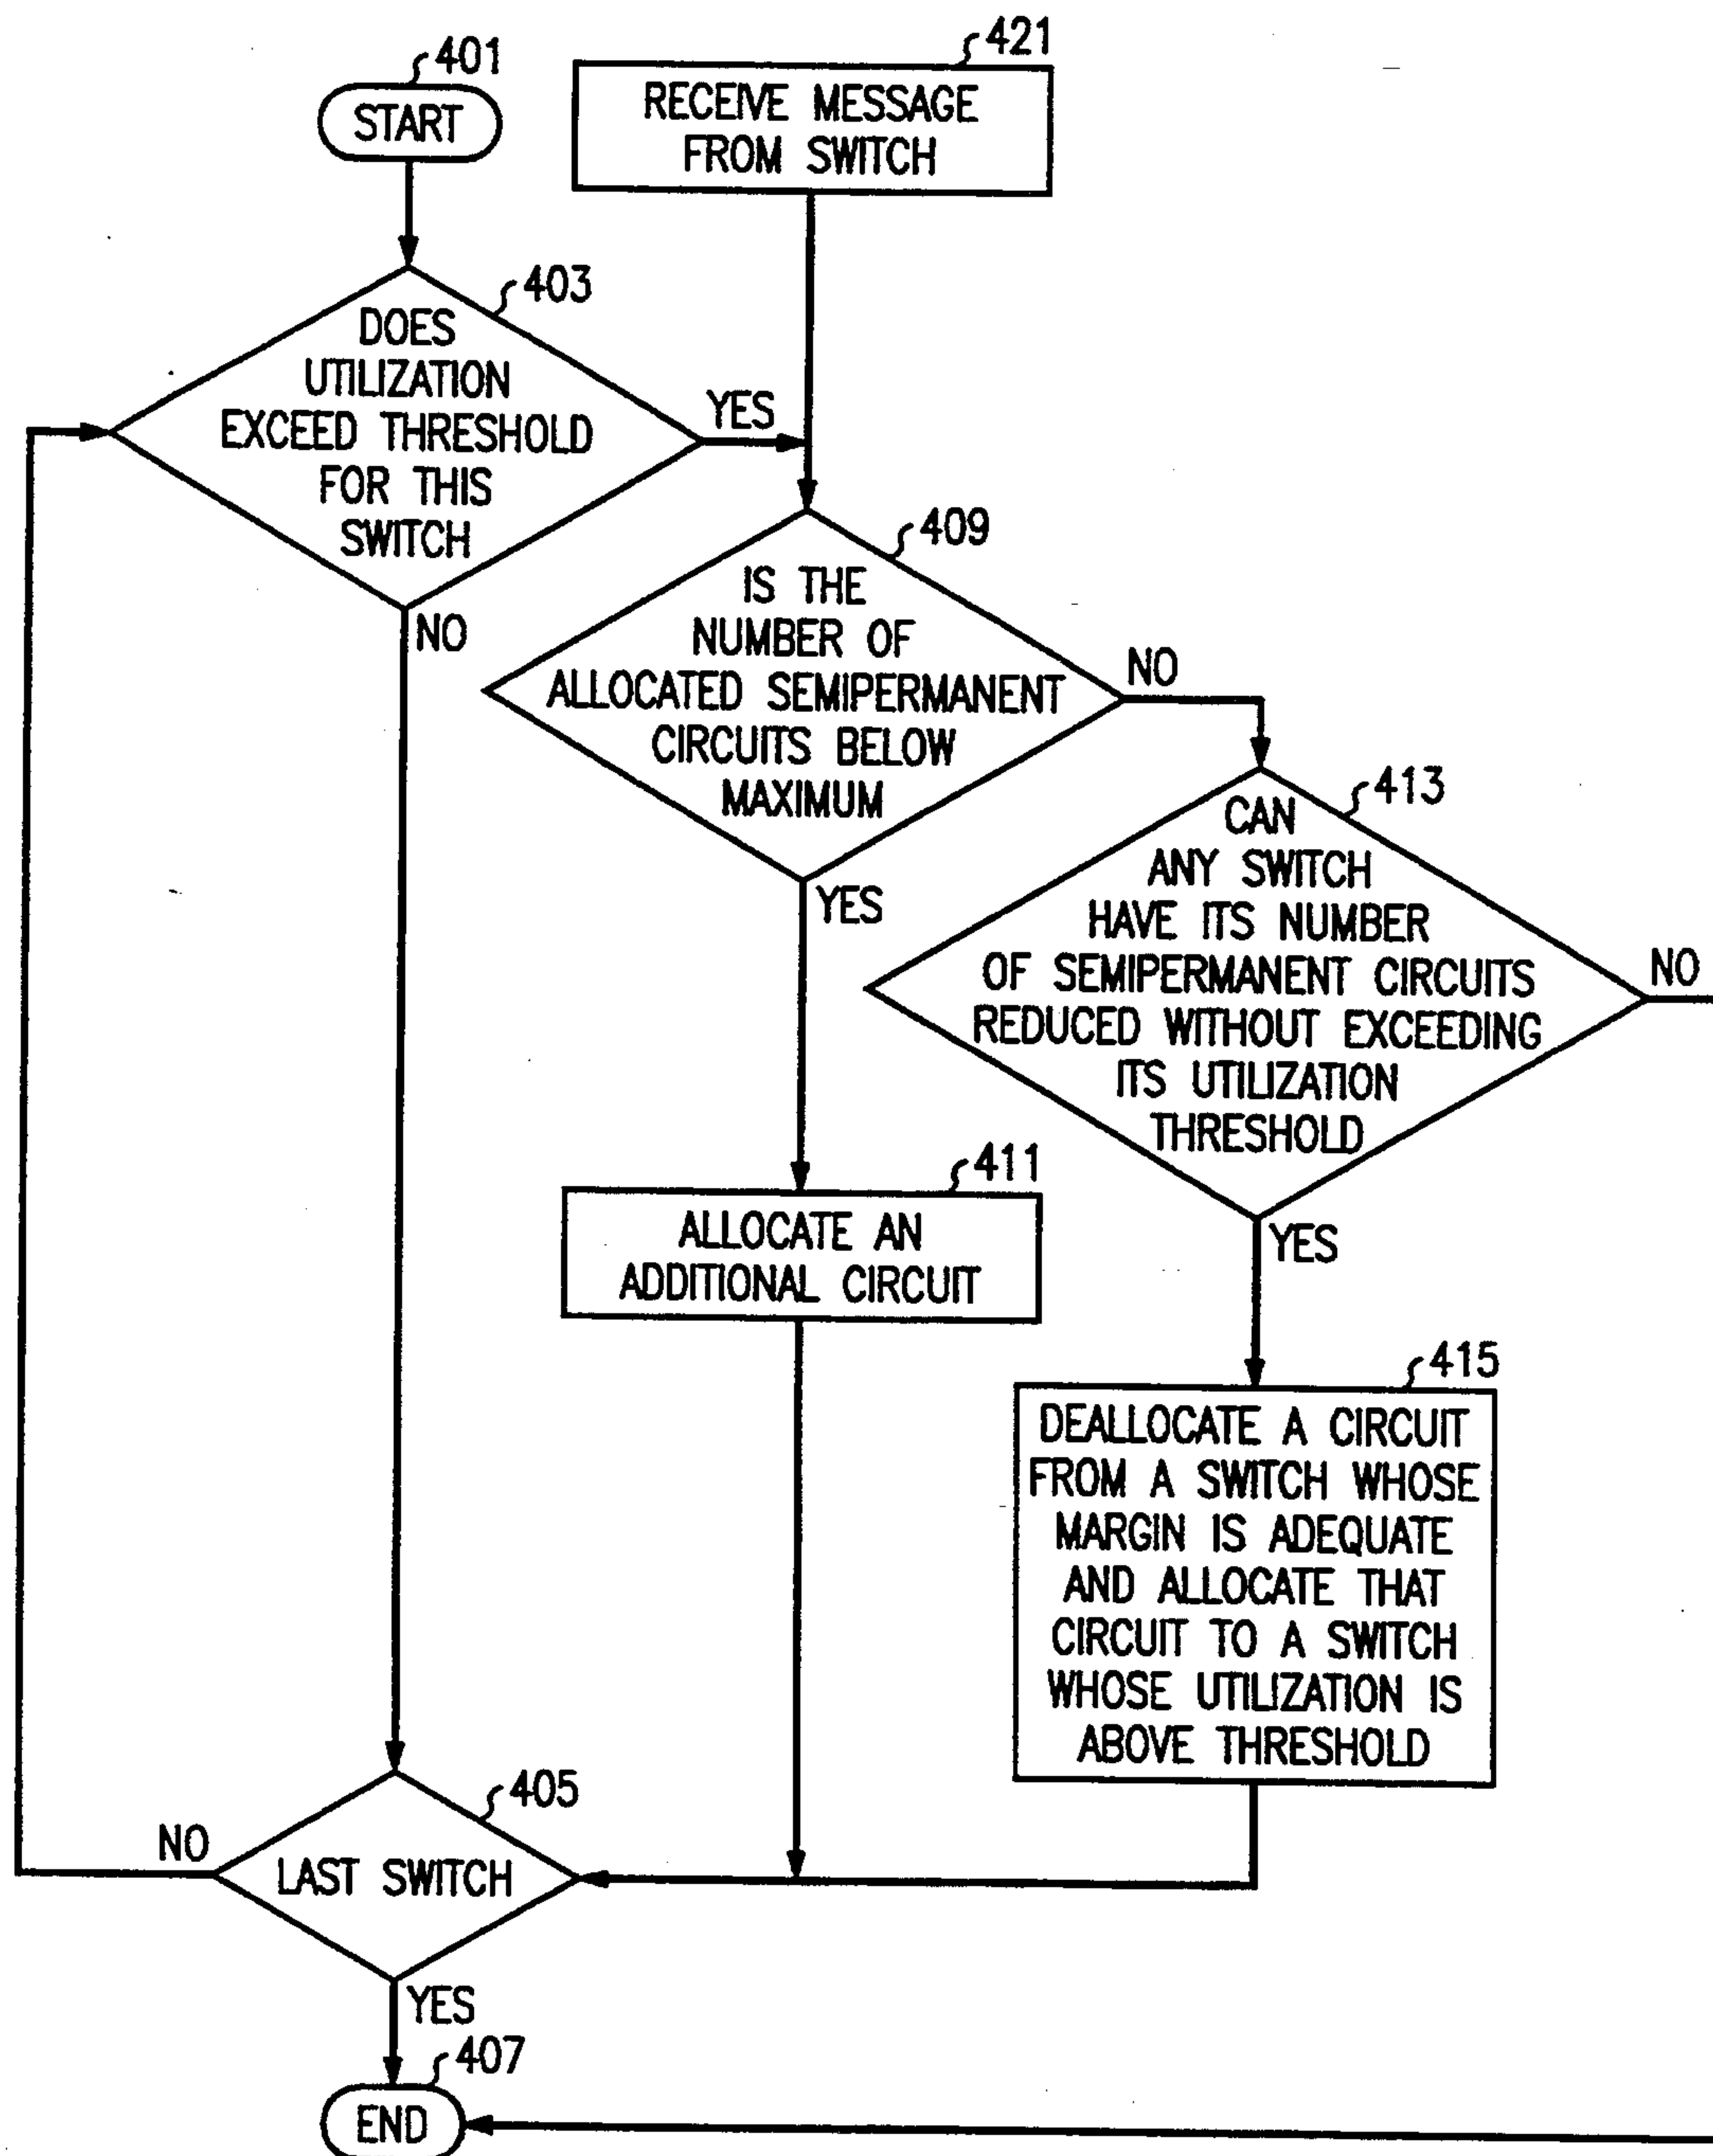 401
START
421
RECEIVE MESSAGE
FROM SWITCH
403
DOES
UTILIZATION
EXCEED THRESHOLD
FOR THIS
SWITCH
YES
NO
409
IS THE
NUMBER OF
ALLOCATED SEMIPERMANENT
CIRCUITS BELOW
MAXIMUM
NO
YES
413
CAN
ANY SWITCH
HAVE ITS NUMBER
OF SEMIPERMANENT CIRCUITS
REDUCED WITHOUT EXCEEDING
ITS UTILIZATION
THRESHOLD
NO
YES
411
ALLOCATE AN
ADDITIONAL CIRCUIT
415
DEALLOCATE A CIRCUIT
FROM A SWITCH WHOSE
MARGIN IS ADEQUATE
AND ALLOCATE THAT
CIRCUIT TO A SWITCH
WHOSE UTILIZATION IS
ABOVE THRESHOLD
405
LAST SWITCH
NO
YES
407
END